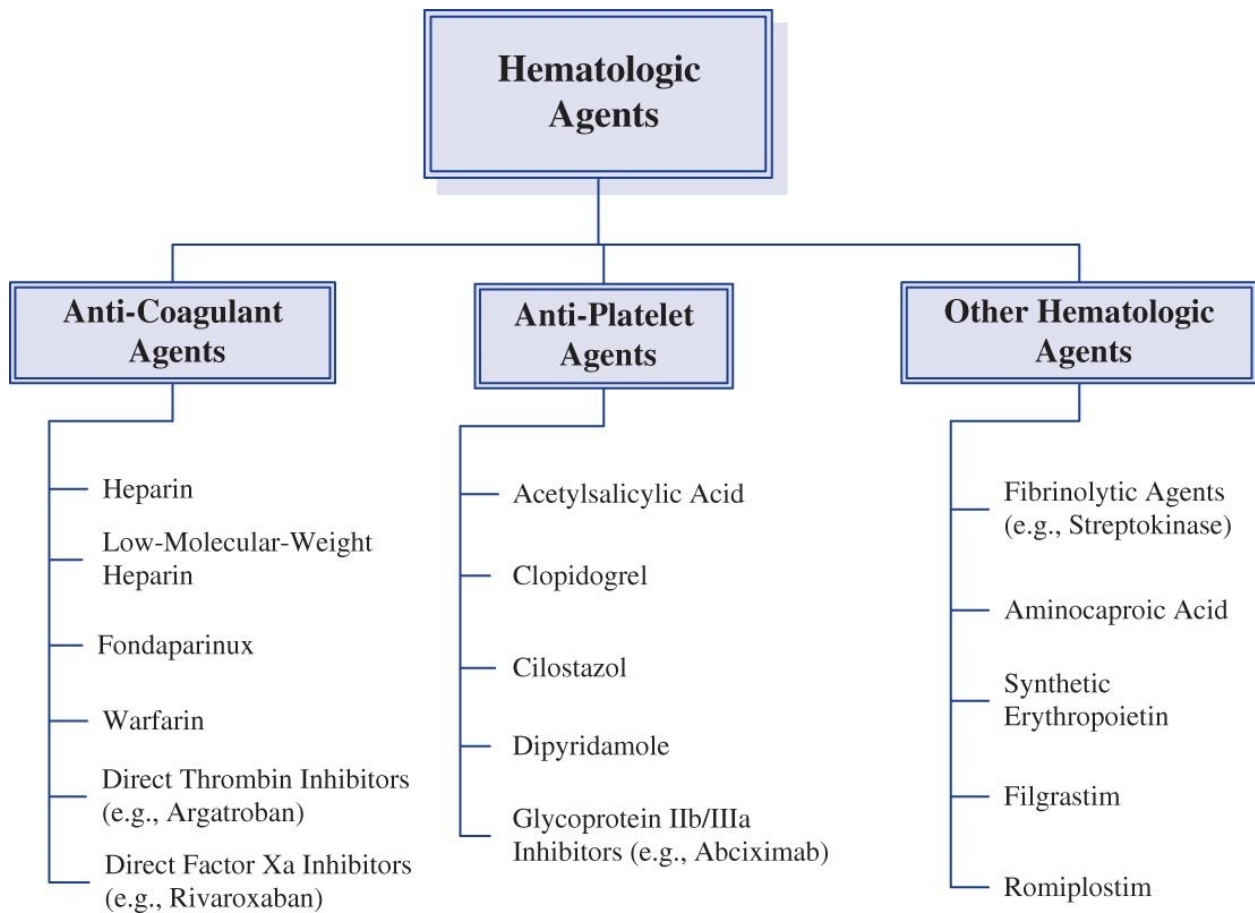 Hematologic
Agents
Anti-Coagulant
Agents
Heparin
Low-Molecular-Weight
Heparin
Fondaparinux
Warfarin
Direct Thrombin Inhibitors
(e.g., Argatroban)
Direct Factor Xa Inhibitors
(e.g., Rivaroxaban)
Anti-Platelet
Agents
Acetylsalicylic Acid
Clopidogrel
Cilostazol
Dipyridamole
Glycoprotein IIb/IIIa
Inhibitors (e.g., Abciximab)
Other Hematologic
Agents
Fibrinolytic Agents
(e.g., Streptokinase)
Aminocaproic Acid
Synthetic
Erythropoietin
Filgrastim
Romiplostim